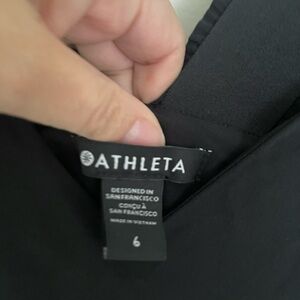 ATHLETA
DESIGNED IN
SAN FRANCISCO
CONÇU À
SAN FRANCISCO
MADE IN VIETNAM
6